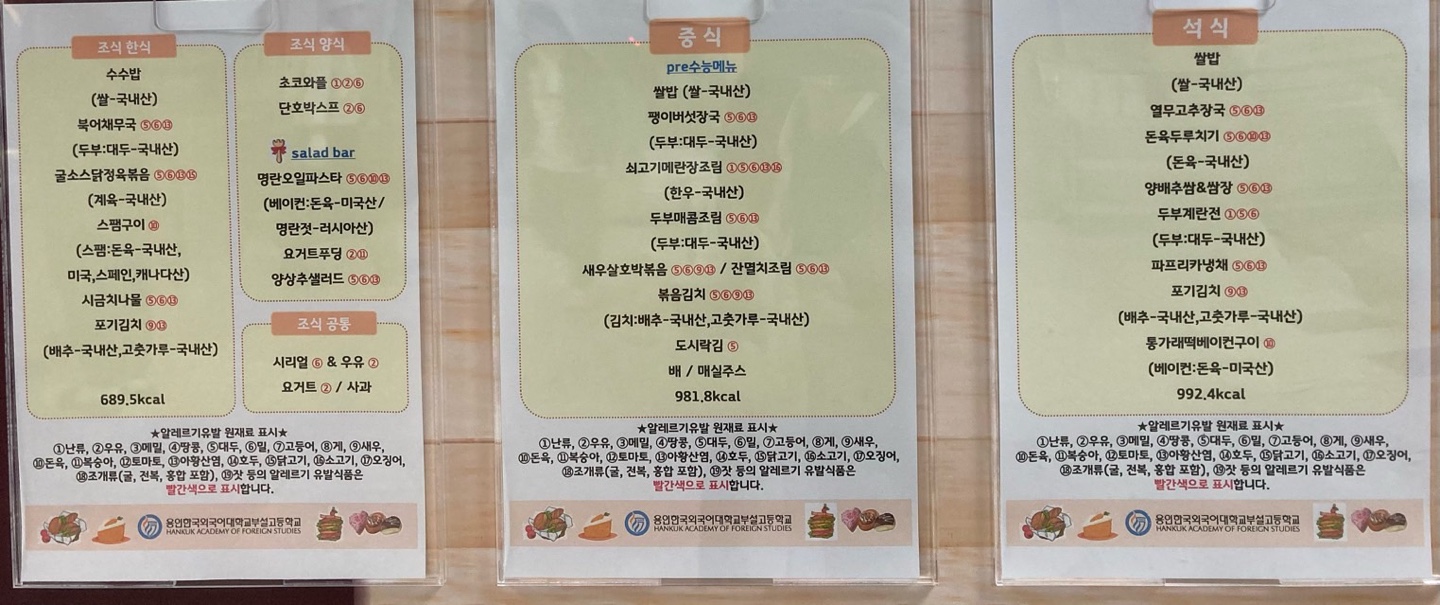 조식 한식
수수밥
(쌀-국내산)
북어채무국 ⑤⑥⑬
(두부:대두-국내산)
굴소스닭정육볶음 ⑤⑥⑬⑮
(계육-국내산)
스팸구이 ⑩
(스팸:돈육-국내산,
미국,스페인,캐나다산)
시금치나물 ⑤⑥⑬
포기김치 ⑨⑬
(배추-국내산,고춧가루-국내산)
689.5kcal
조식 양식
초코와플 ①②⑥
단호박스프 ②⑥
salad bar
명란오일파스타 ⑤⑥⑩⑬
(베이컨:돈육-미국산/
명란젓-러시아산)
요거트푸딩 ②⑪
양상추샐러드 ⑤⑥⑬
조식 공통
시리얼 ⑥ & 우유 ②
요거트 ② / 사과
★알레르기유발 원재료 표시★
①난류, ②우유, ③메밀, ④땅콩, ⑤대두, ⑥밀, ⑦고등어, ⑧게, ⑨새우,
⑩돈육, ⑪복숭아, ⑫토마토, ⑬아황산염, ⑭호두, ⑮닭고기, ⑯소고기, ⑰오징어,
⑱조개류(굴, 전복, 홍합 포함), ⑲잣 등의 알레르기 유발식품은
빨간색으로 표시합니다.
용인한국외국어대학교부설고등학교
HANKUK ACADEMY OF FOREIGN STUDIES
중식
pre수능메뉴
쌀밥 (쌀-국내산)
팽이버섯장국 ⑤⑥⑬
(두부:대두-국내산)
쇠고기메란장조림 ①⑤⑥⑬⑯
(한우-국내산)
두부매콤조림 ⑤⑥⑬
(두부:대두-국내산)
새우살호박볶음 ⑤⑥⑨⑬ / 잔멸치조림 ⑤⑥⑬
볶음김치 ⑤⑥⑨⑬
(김치:배추-국내산,고춧가루-국내산)
도시락김 ⑤
배 / 매실주스
981.8kcal
★알레르기유발 원재료 표시★
①난류, ②우유, ③메밀, ④땅콩, ⑤대두, ⑥밀, ⑦고등어, ⑧게, ⑨새우,
⑩돈육, ⑪복숭아, ⑫토마토, ⑬아황산염, ⑭호두, ⑮닭고기, ⑯소고기, ⑰오징어,
⑱조개류(굴, 전복, 홍합 포함), ⑲잣 등의 알레르기 유발식품은
빨간색으로 표시합니다.
용인한국외국어대학교부설고등학교
HANKUK ACADEMY OF FOREIGN STUDIES
석식
쌀밥
(쌀-국내산)
열무고추장국 ⑤⑥⑬
돈육두루치기 ⑤⑥⑩⑬
(돈육-국내산)
양배추쌈&쌈장 ⑤⑥⑬
두부계란전 ①⑤⑥
(두부:대두-국내산)
파프리카냉채 ⑤⑥⑬
포기김치 ⑨⑬
(배추-국내산,고춧가루-국내산)
통가래떡베이컨구이 ⑩
(베이컨:돈육-미국산)
992.4kcal
★알레르기유발 원재료 표시★
①난류, ②우유, ③메밀, ④땅콩, ⑤대두, ⑥밀, ⑦고등어, ⑧게, ⑨새우,
⑩돈육, ⑪복숭아, ⑫토마토, ⑬아황산염, ⑭호두, ⑮닭고기, ⑯소고기, ⑰오징어,
⑱조개류(굴, 전복, 홍합 포함), ⑲잣 등의 알레르기 유발식품은
빨간색으로 표시합니다.
용인한국외국어대학교부설고등학교
HANKUK ACADEMY OF FOREIGN STUDIES